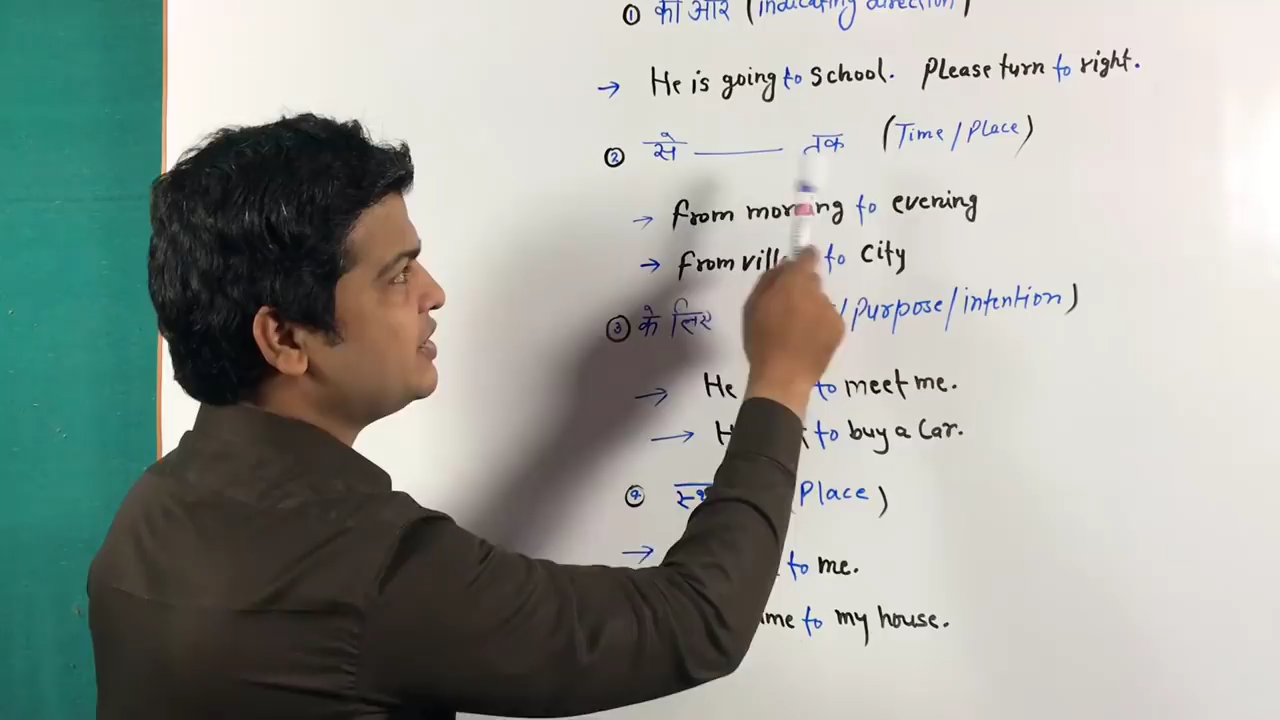 ① की ओर (indicating direction)
→ He is going to school. Please turn to right.
② से ——— तक (Time/Place)
→ from morning to evening
→ from to city
③ के लिए /Purpose/intention)
→ He to meet me.
→ to buy a Car.
④ Place)
→ to me.
to my house.